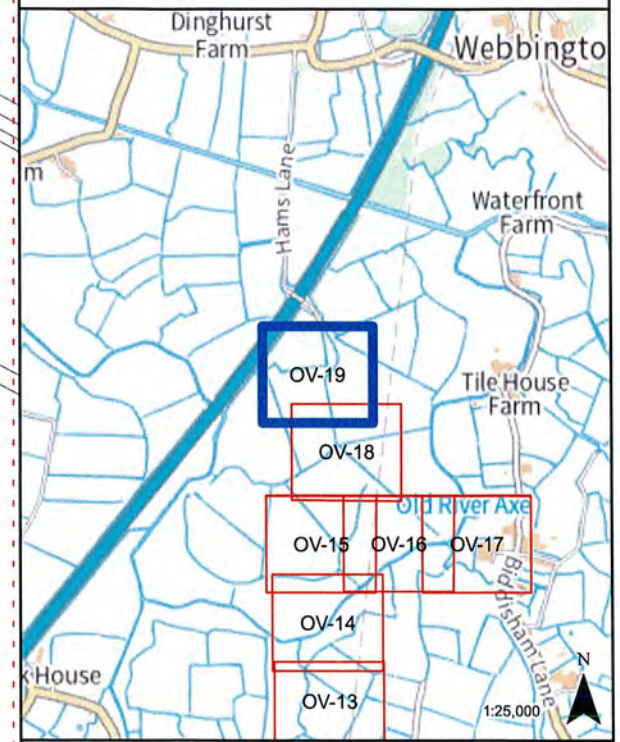 Dinghurst
Farm
Webbingto
m
Hams Lane
Waterfront
Farm
OV-19
Tile House
Farm
OV-18
Old River Axe
OV-15
OV-16
OV-17
OV-14
Biddisham Lane
k House
OV-13
N
1:25,000